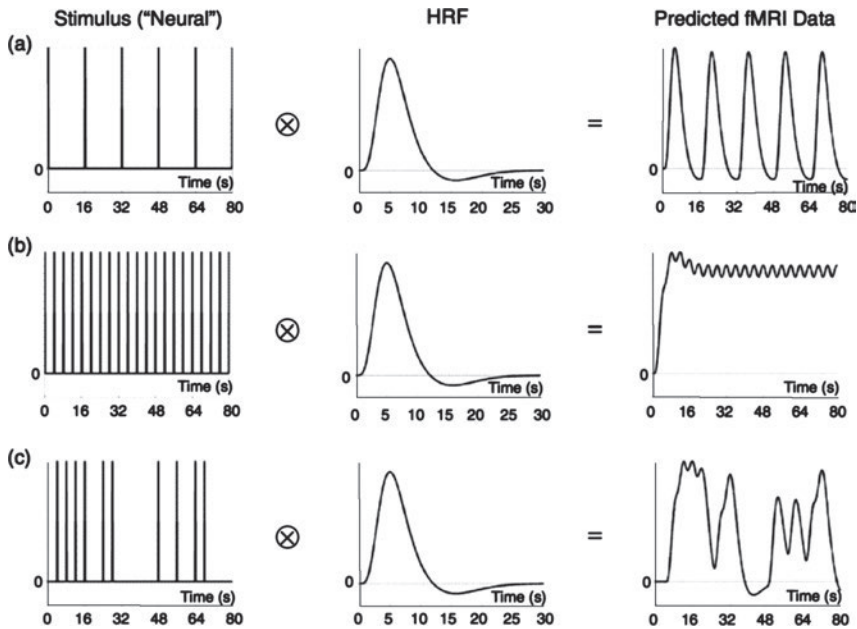 Stimulus ("Neural") HRF Predicted fMRI Data
(a)
0 0
Time (s) Time (s) Time (s)
0 16 32 48 64 80 0 5 10 15 20 25 30 0 16 32 48 64 80
⊗ =
(b)
0 0 0
Time (s) Time (s) Time (s)
0 16 32 48 64 80 0 5 10 15 20 25 30 0 16 32 48 64 80
⊗ =
(c)
0 0 0
Time (s) Time (s) Time (s)
0 16 32 48 64 80 0 5 10 15 20 25 30 0 16 32 48 64 80
⊗ =